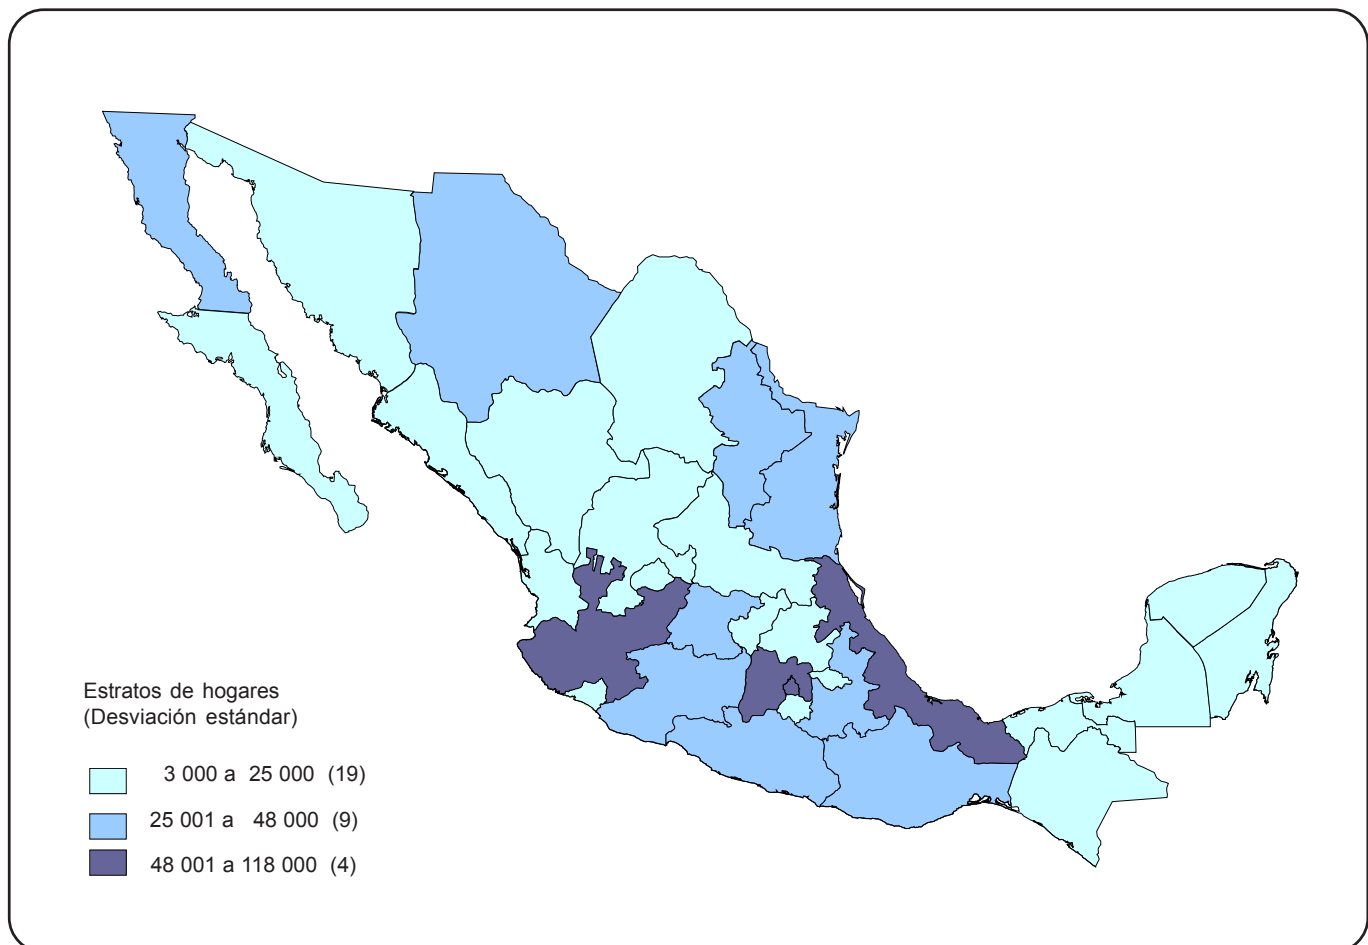 Estratos de hogares
(Desviación estándar)
3 000 a 25 000 (19)
25 001 a 48 000 (9)
48 001 a 118 000 (4)